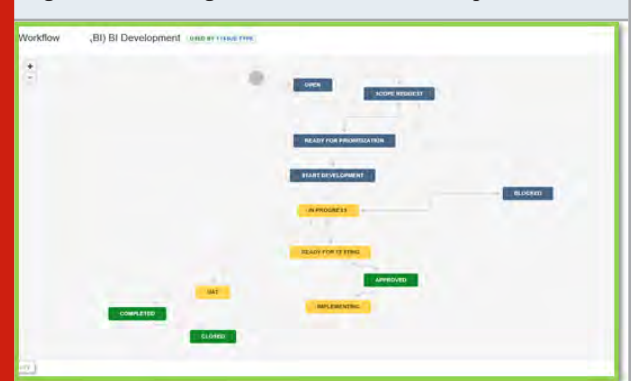 Workflow ,BI) BI Development USED BY 1 ISSUE TYPE
+
-
OPEN
SCOPE REQUEST
READY FOR PRIORITIZATION
START DEVELOPMENT
BLOCKED
IN PROGRESS
READY FOR TESTING
APPROVED
UAT
IMPLEMENTING
COMPLETED
CLOSED